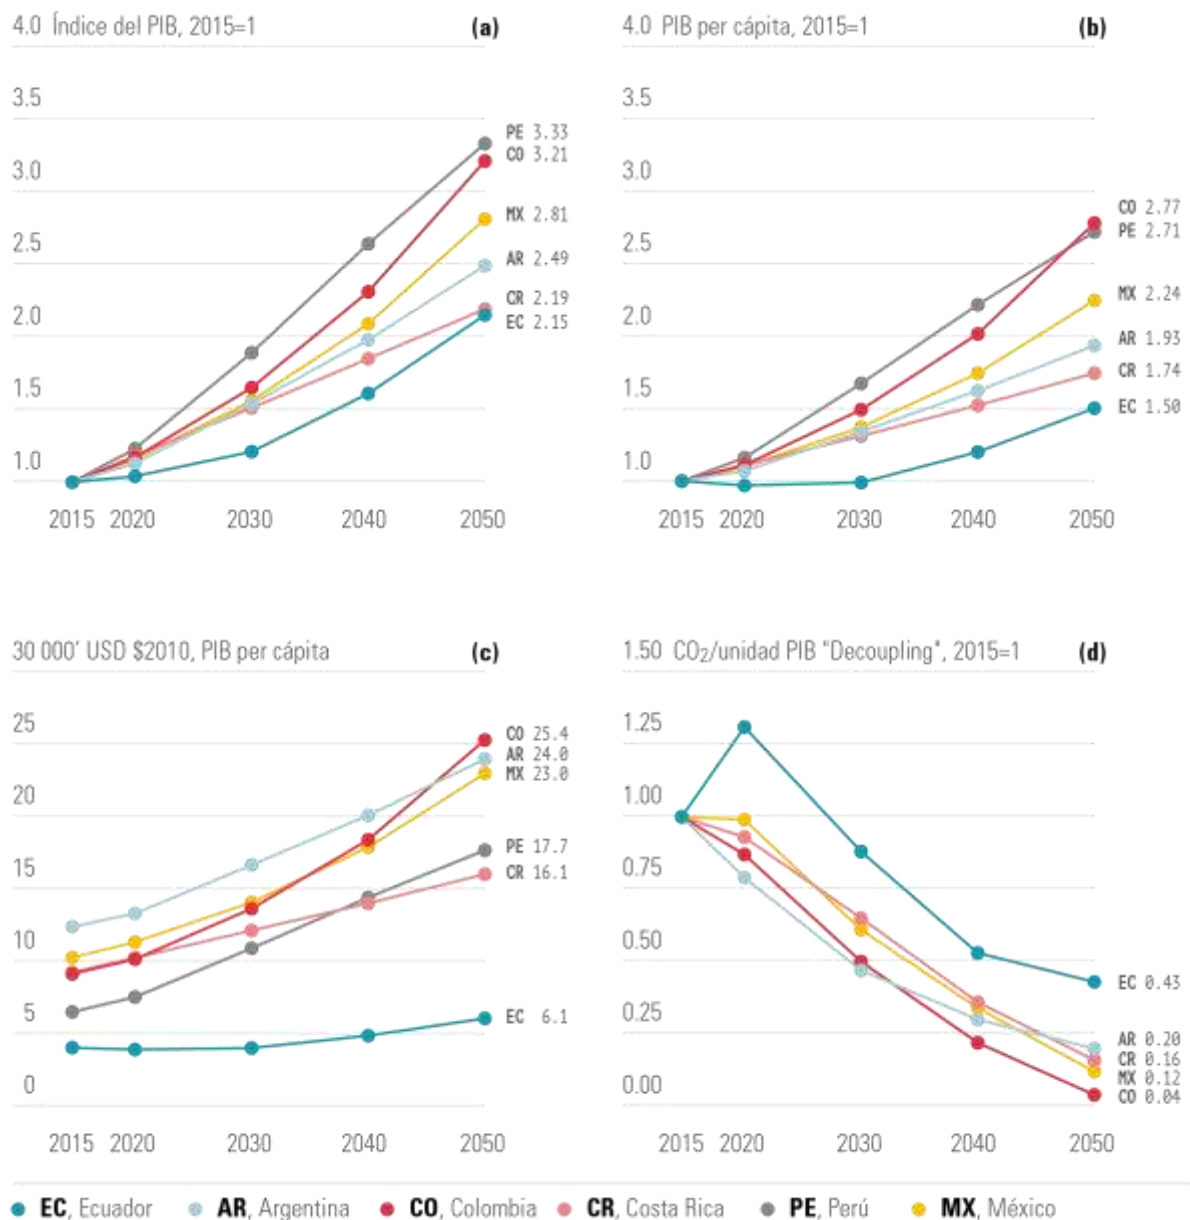 4.0 Índice del PIB, 2015=1 (a)
3.5
3.0
2.5
2.0
1.5
1.0
PE 3.33
CO 3.21
MX 2.81
AR 2.49
CR 2.19
EC 2.15
2015 2020 2030 2040 2050
4.0 PIB per cápita, 2015=1 (b)
3.5
3.0
2.5
2.0
1.5
1.0
CO 2.77
PE 2.71
MX 2.24
AR 1.93
CR 1.74
EC 1.50
2015 2020 2030 2040 2050
30 000’ USD $2010, PIB per cápita (c)
25
20
15
10
5
0
CO 25.4
AR 24.0
MX 23.0
PE 17.7
CR 16.1
EC 6.1
2015 2020 2030 2040 2050
1.50 CO₂/unidad PIB "Decoupling", 2015=1 (d)
1.25
1.00
0.75
0.50
0.25
0.00
EC 0.43
AR 0.20
CR 0.16
MX 0.12
CO 0.04
2015 2020 2030 2040 2050
EC, Ecuador AR, Argentina CO, Colombia CR, Costa Rica PE, Perú MX, México